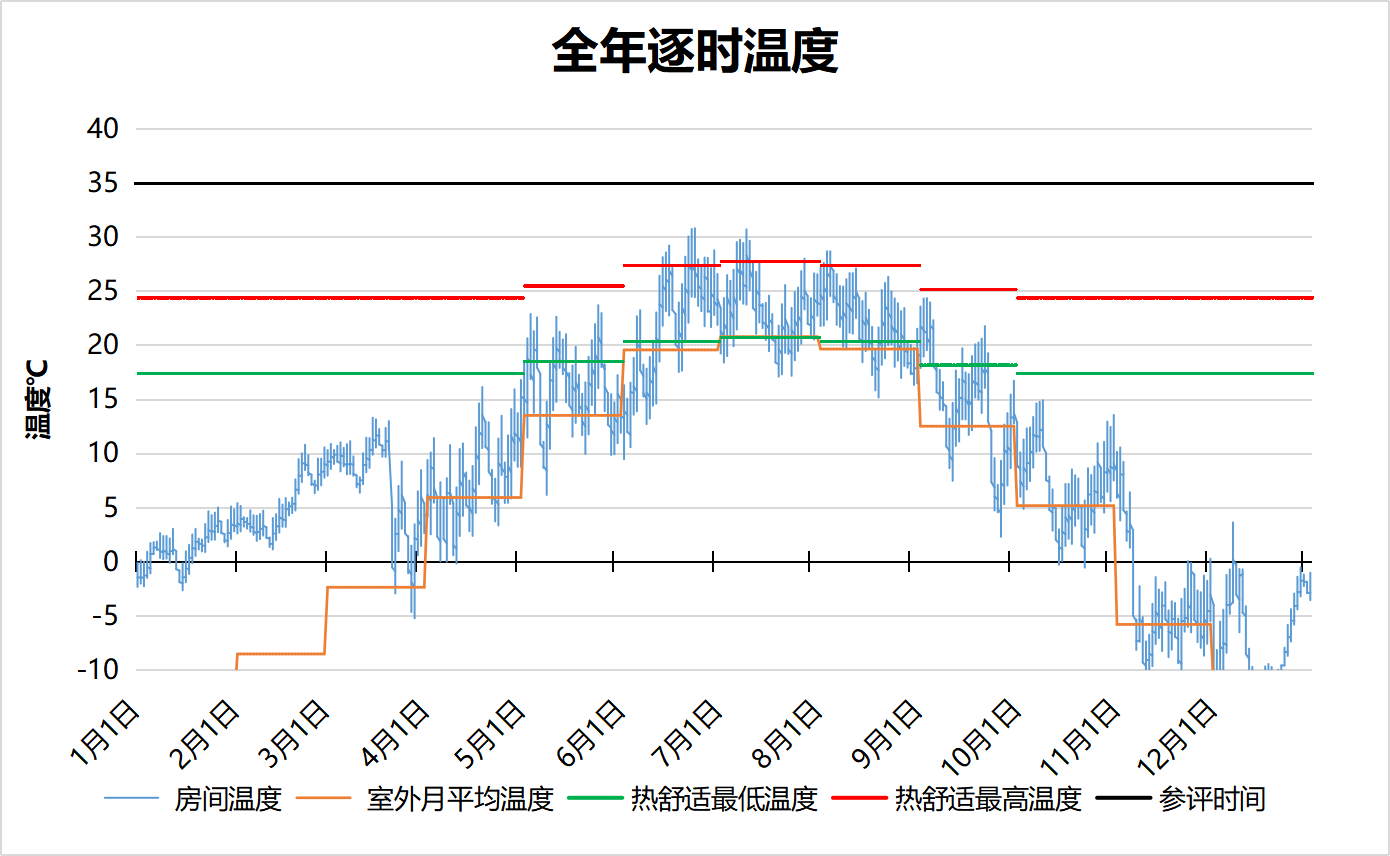 全年逐时温度
40
35
30
25
20
15
10
5
0
-5
-10
温度℃
1月1日
2月1日
3月1日
4月1日
5月1日
6月1日
7月1日
8月1日
9月1日
10月1日
11月1日
12月1日
房间温度 室外月平均温度 热舒适最低温度 热舒适最高温度 参评时间